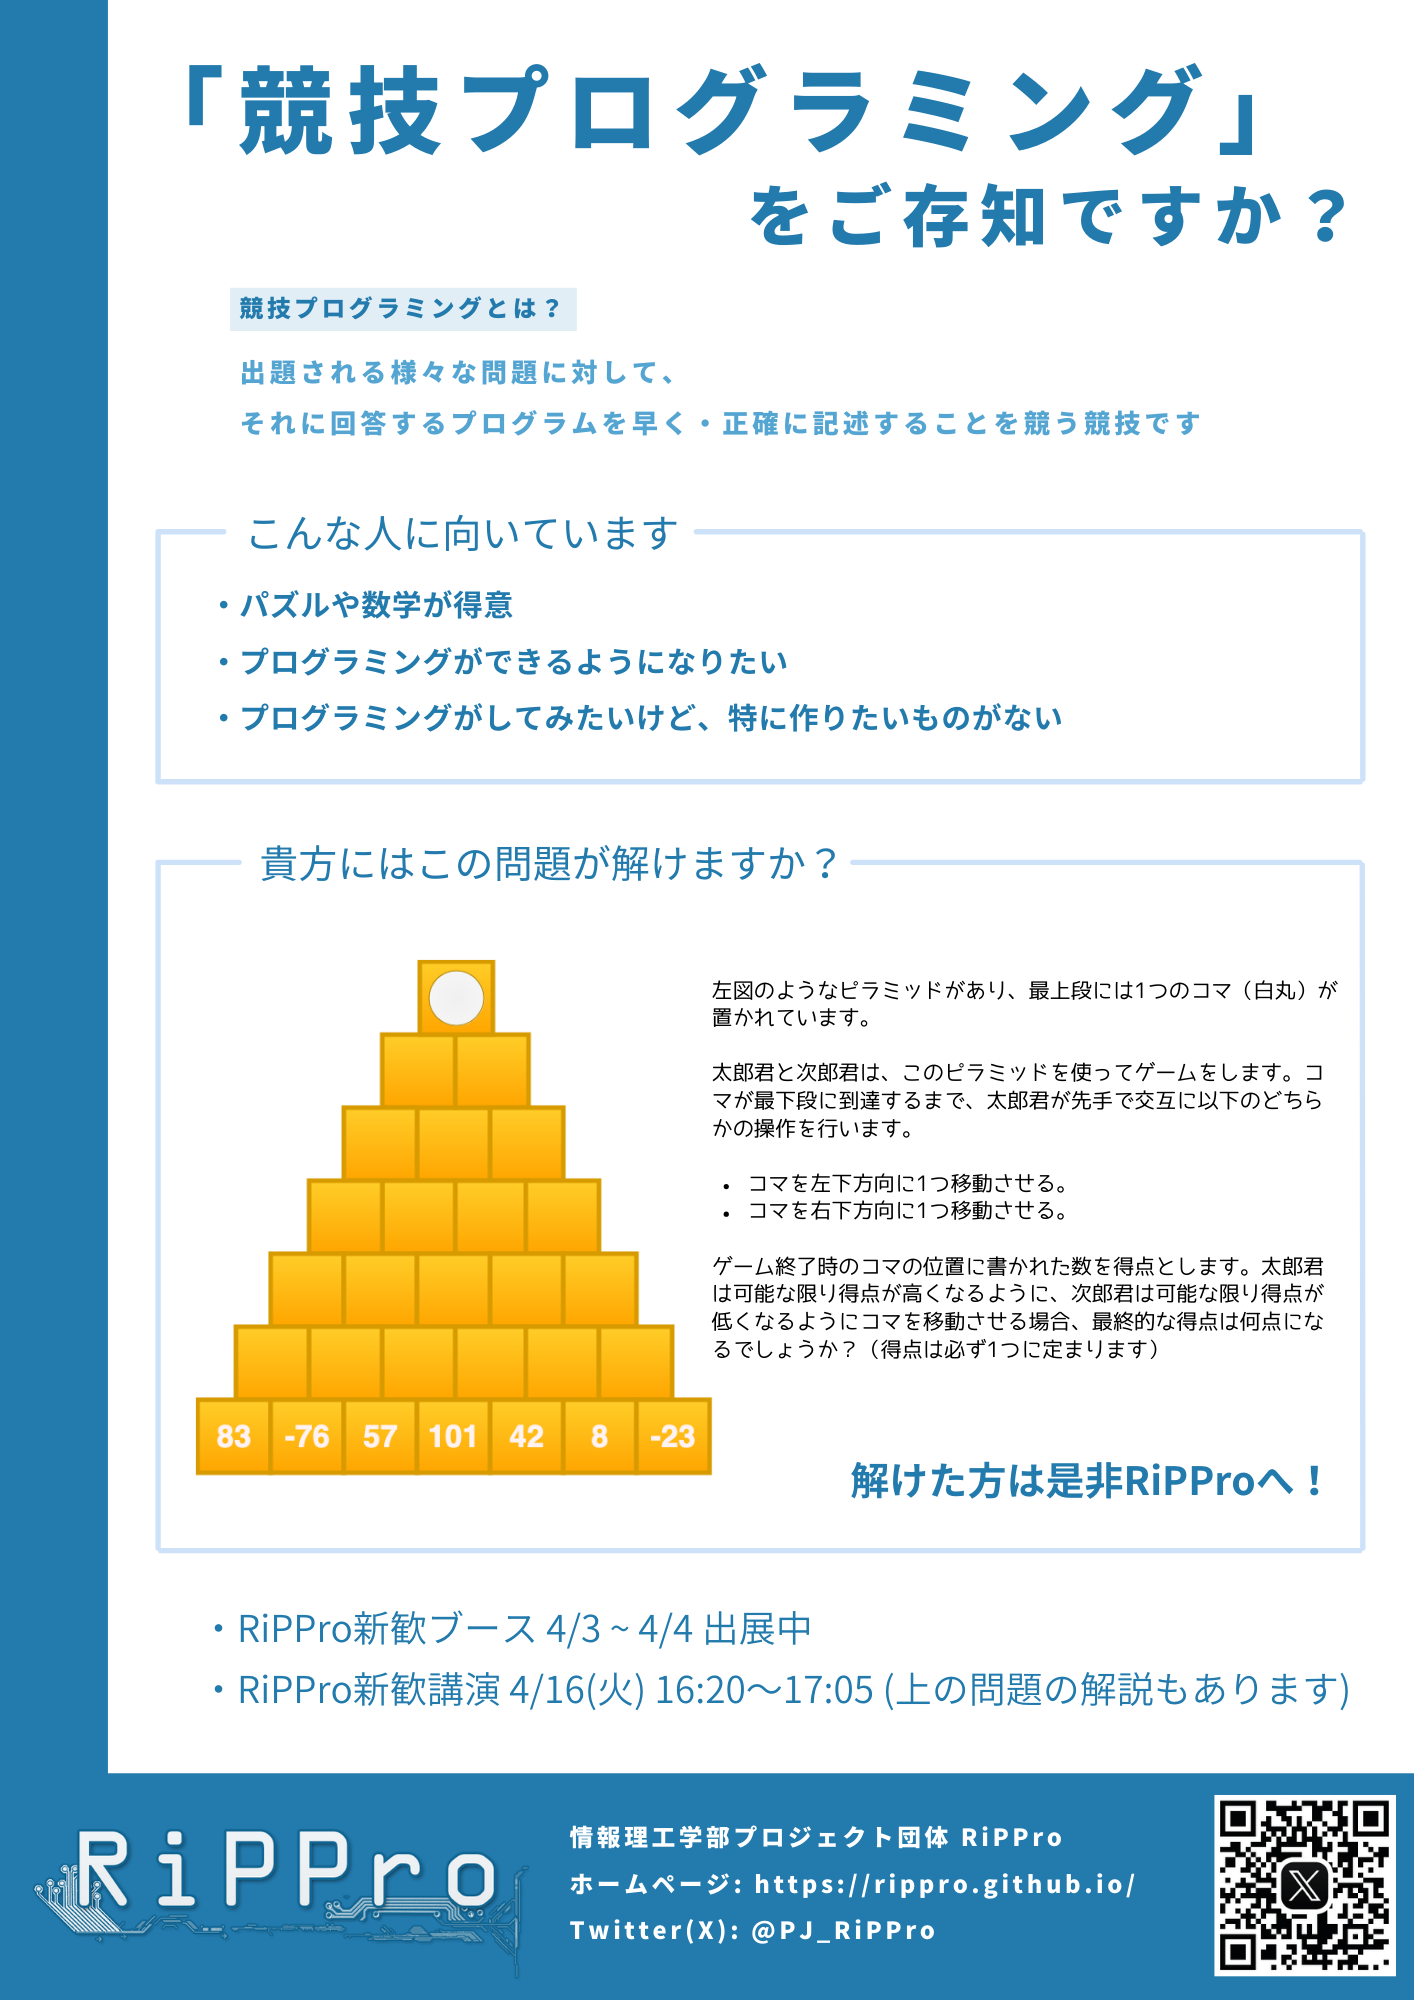 「競技プログラミング」
をご存知ですか？
競技プログラミングとは？
出題される様々な問題に対して、
それに回答するプログラムを早く・正確に記述することを競う競技です
こんな人に向いています
・パズルや数学が得意
・プログラミングができるようになりたい
・プログラミングがしてみたいけど、特に作りたいものがない
貴方にはこの問題が解けますか？
左図のようなピラミッドがあり、最上段には1つのコマ（白丸）が
置かれています。
太郎君と次郎君は、このピラミッドを使ってゲームをします。コ
マが最下段に到達するまで、太郎君が先手で交互に以下のどちら
かの操作を行います。
• コマを左下方向に1つ移動させる。
• コマを右下方向に1つ移動させる。
ゲーム終了時のコマの位置に書かれた数を得点とします。太郎君
は可能な限り得点が高くなるように、次郎君は可能な限り得点が
低くなるようにコマを移動させる場合、最終的な得点は何点にな
るでしょうか？（得点は必ず1つに定まります）
83 -76 57 101 42 8 -23
解けた方は是非RiPProへ！
・RiPPro新歓ブース 4/3 ~ 4/4 出展中
・RiPPro新歓講演 4/16(火) 16:20〜17:05 (上の問題の解説もあります)
RiPPro
情報理工学部プロジェクト団体 RiPPro
ホームページ: https://rippro.github.io/
Twitter(X): @PJ_RiPPro